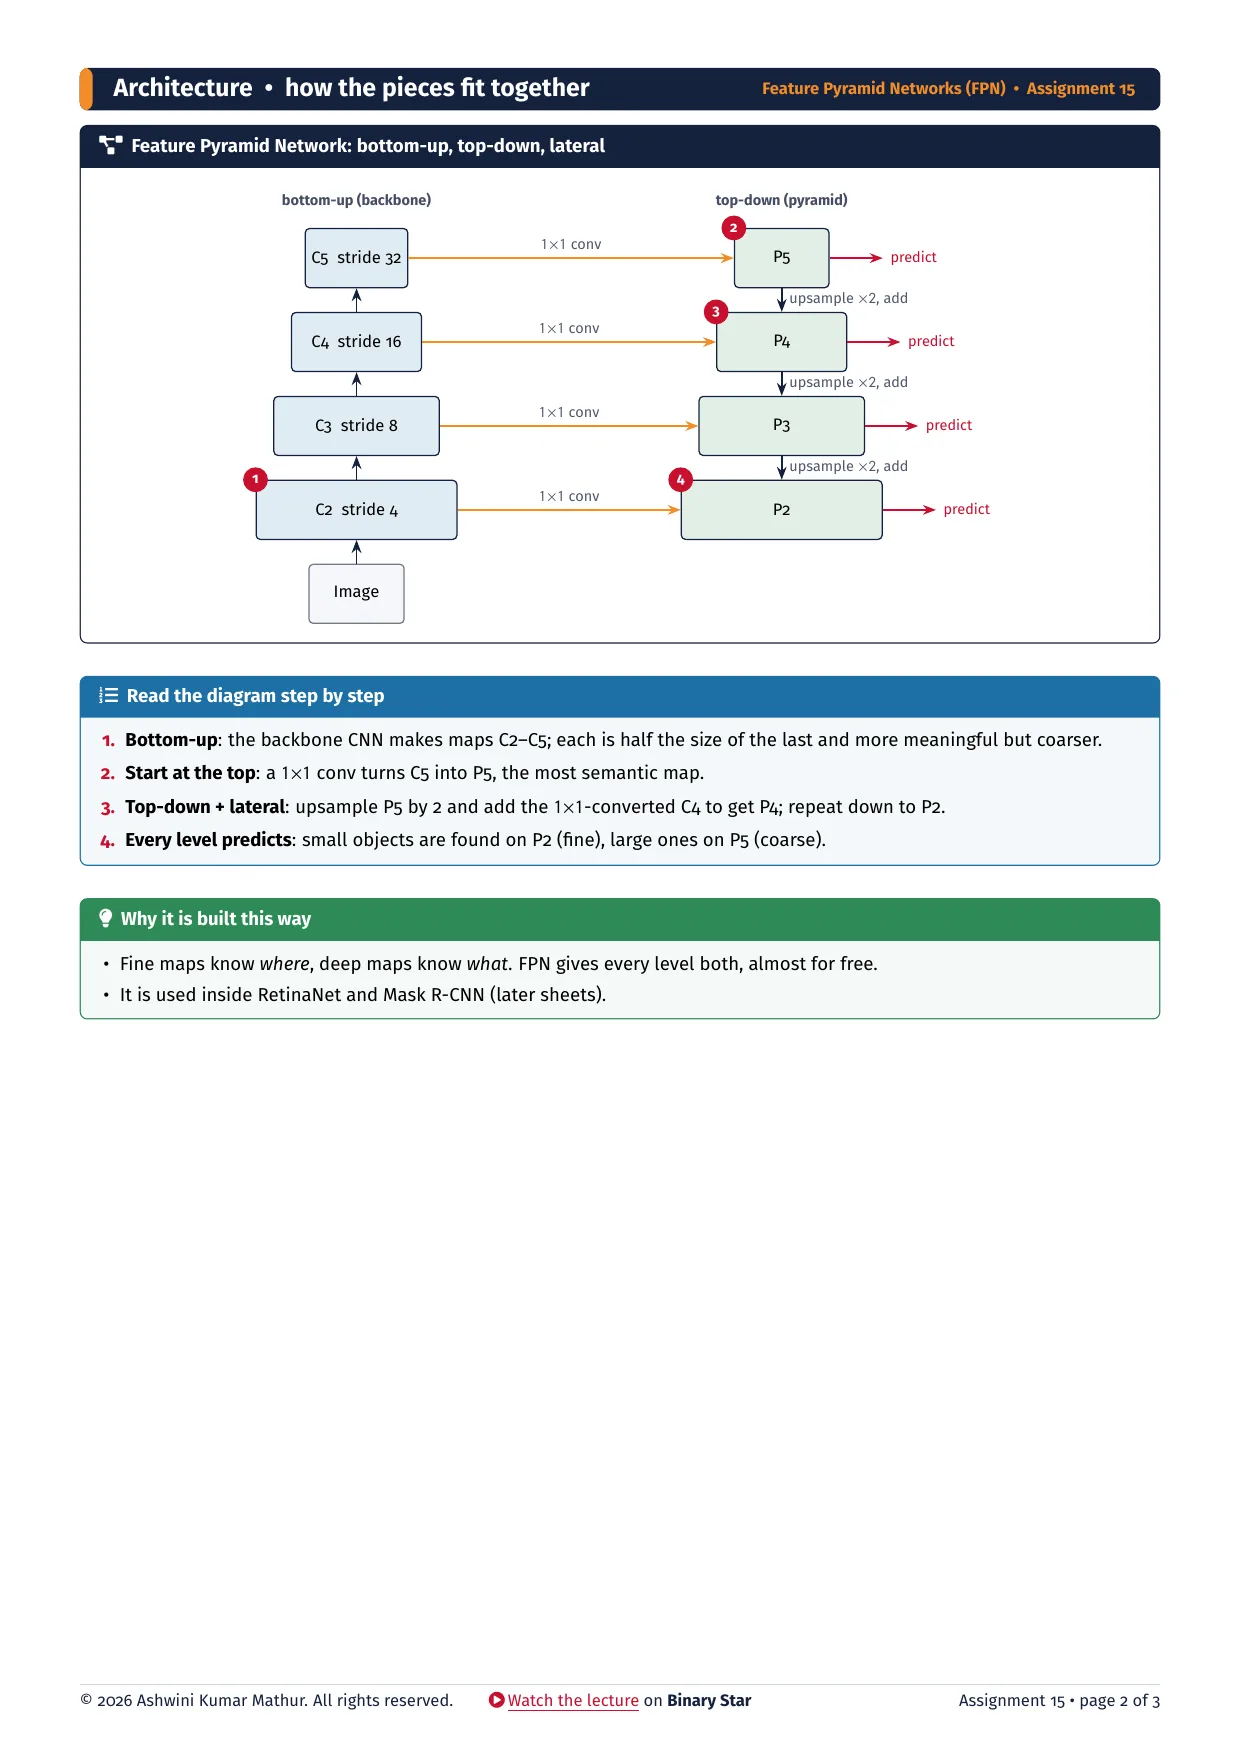 Architecture • how the pieces fit together
Feature Pyramid Networks (FPN) • Assignment 15
Feature Pyramid Network: bottom-up, top-down, lateral
bottom-up (backbone)
top-down (pyramid)
2
C5 stride 32
1×1 conv
P5
predict
upsample ×2, add
3
C4 stride 16
1×1 conv
P4
predict
upsample ×2, add
C3 stride 8
1×1 conv
P3
predict
upsample ×2, add
1
4
C2 stride 4
1×1 conv
P2
predict
Image
Read the diagram step by step
1. Bottom-up: the backbone CNN makes maps C2–C5; each is half the size of the last and more meaningful but coarser.
2. Start at the top: a 1×1 conv turns C5 into P5, the most semantic map.
3. Top-down + lateral: upsample P5 by 2 and add the 1×1-converted C4 to get P4; repeat down to P2.
4. Every level predicts: small objects are found on P2 (fine), large ones on P5 (coarse).
Why it is built this way
• Fine maps know where, deep maps know what. FPN gives every level both, almost for free.
• It is used inside RetinaNet and Mask R-CNN (later sheets).
© 2026 Ashwini Kumar Mathur. All rights reserved.
Watch the lecture on Binary Star
Assignment 15 • page 2 of 3